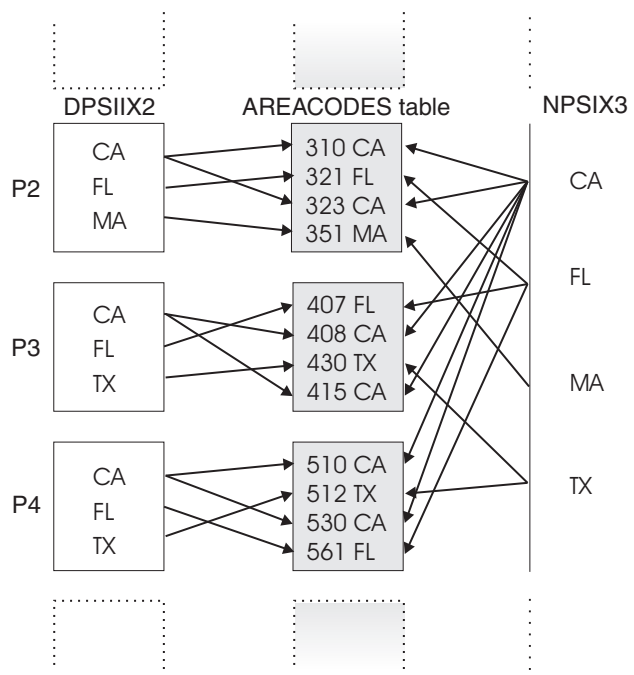 DPSIIX2 AREACODES table NPSIX3
P2
CA
FL
MA
310 CA
321 FL
323 CA
351 MA
P3
CA
FL
TX
407 FL
408 CA
430 TX
415 CA
P4
CA
FL
TX
510 CA
512 TX
530 CA
561 FL
CA
FL
MA
TX